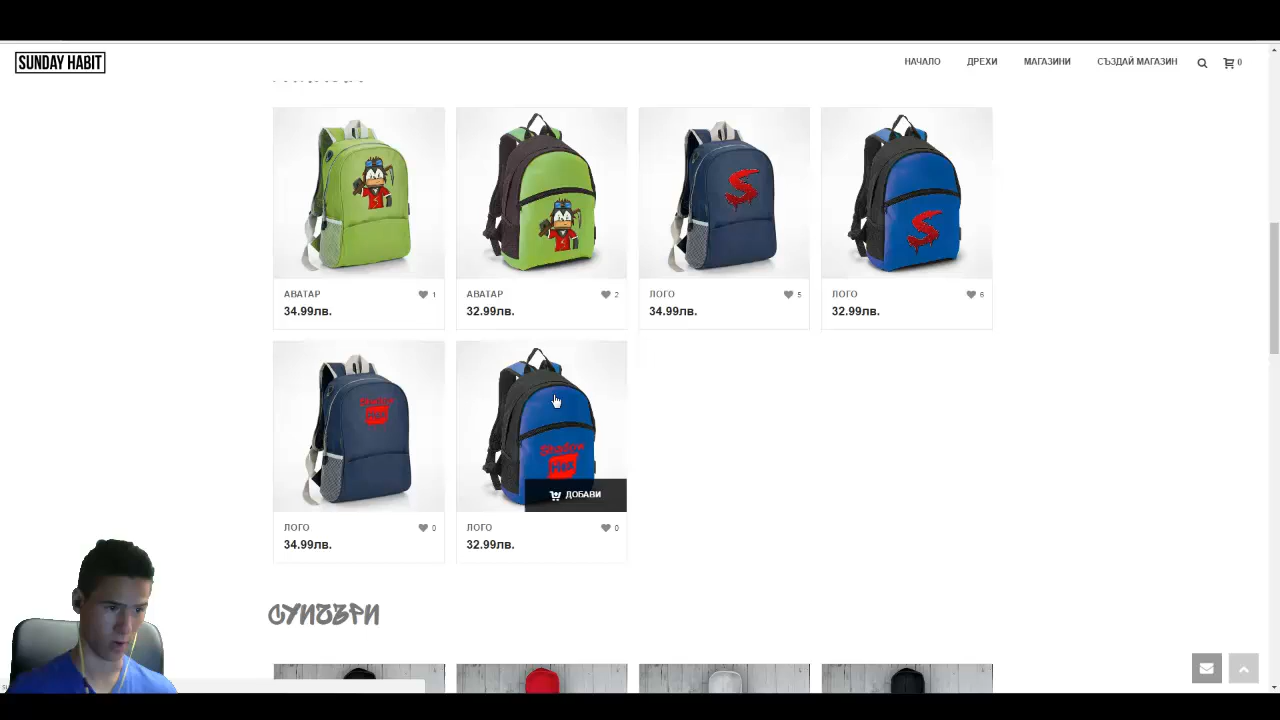 SUNDAY HABIT
НАЧАЛО ДРЕХИ МАГАЗИНИ СЪЗДАЙ МАГАЗИН 0
S S
АВАТАР 1 АВАТАР 2 ЛОГО 5 ЛОГО 6
34.99лв. 32.99лв. 34.99лв. 32.99лв.
ДОБАВИ
ЛОГО 0 ЛОГО 0
34.99лв. 32.99лв.
СУИЧЪРИ